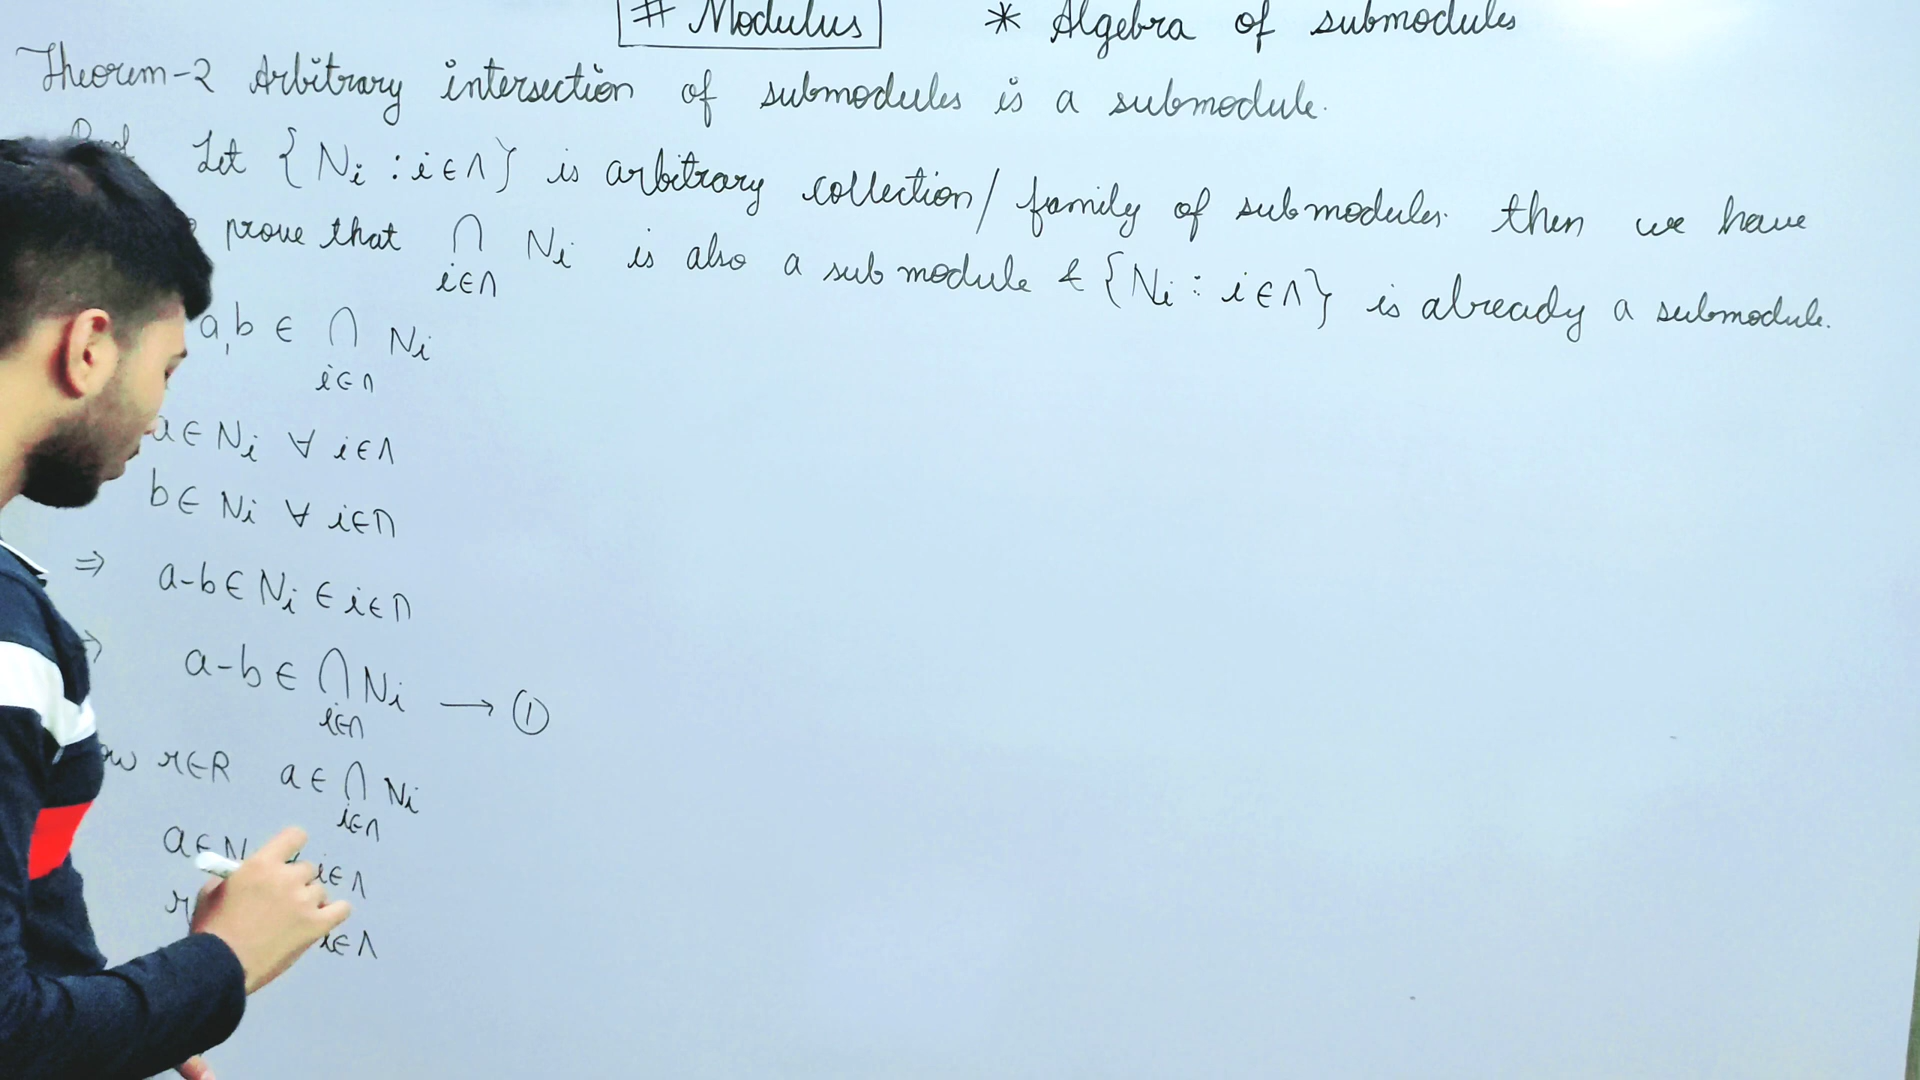 # Modulus * Algebra of submodules
Theorem-2 Arbitrary intersection of submodules is a submodule.
Let {Ni : i∈Λ} is arbitrary collection/ family of submodules. then we have
prove that ∩ Ni is also a sub module & {Ni : i∈Λ} is already a submodule.
i∈Λ
a,b ∈ ∩ Ni
i∈Λ
a∈ Ni ∀ i∈Λ
b∈ Ni ∀ i∈Λ
⇒ a-b∈ Ni ∈ i∈Λ
⇒ a-b ∈ ∩ Ni → ①
i∈Λ
r∈R a ∈ ∩ Ni
i∈Λ
a∈ N i∈Λ
r i∈Λ